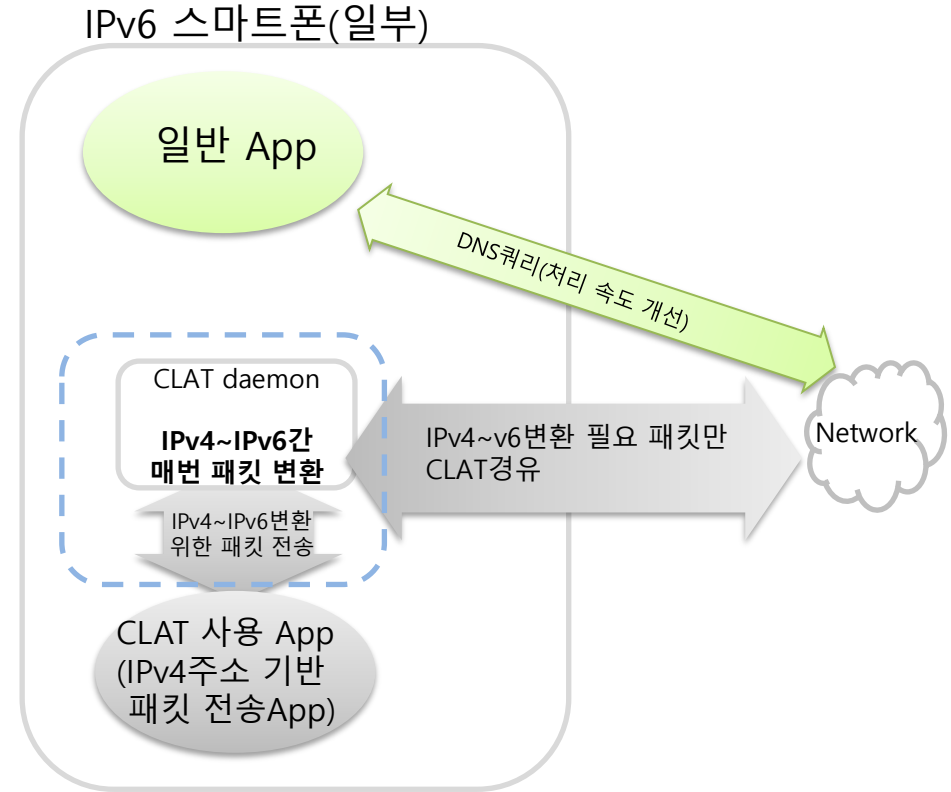 IPv6 스마트폰(일부)
일반 App
DNS쿼리(처리 속도 개선)
CLAT daemon
IPv4~IPv6간
매번 패킷 변환
IPv4~v6변환 필요 패킷만
CLAT경유
Network
IPv4~IPv6변환
위한 패킷 전송
CLAT 사용 App
(IPv4주소 기반
패킷 전송App)